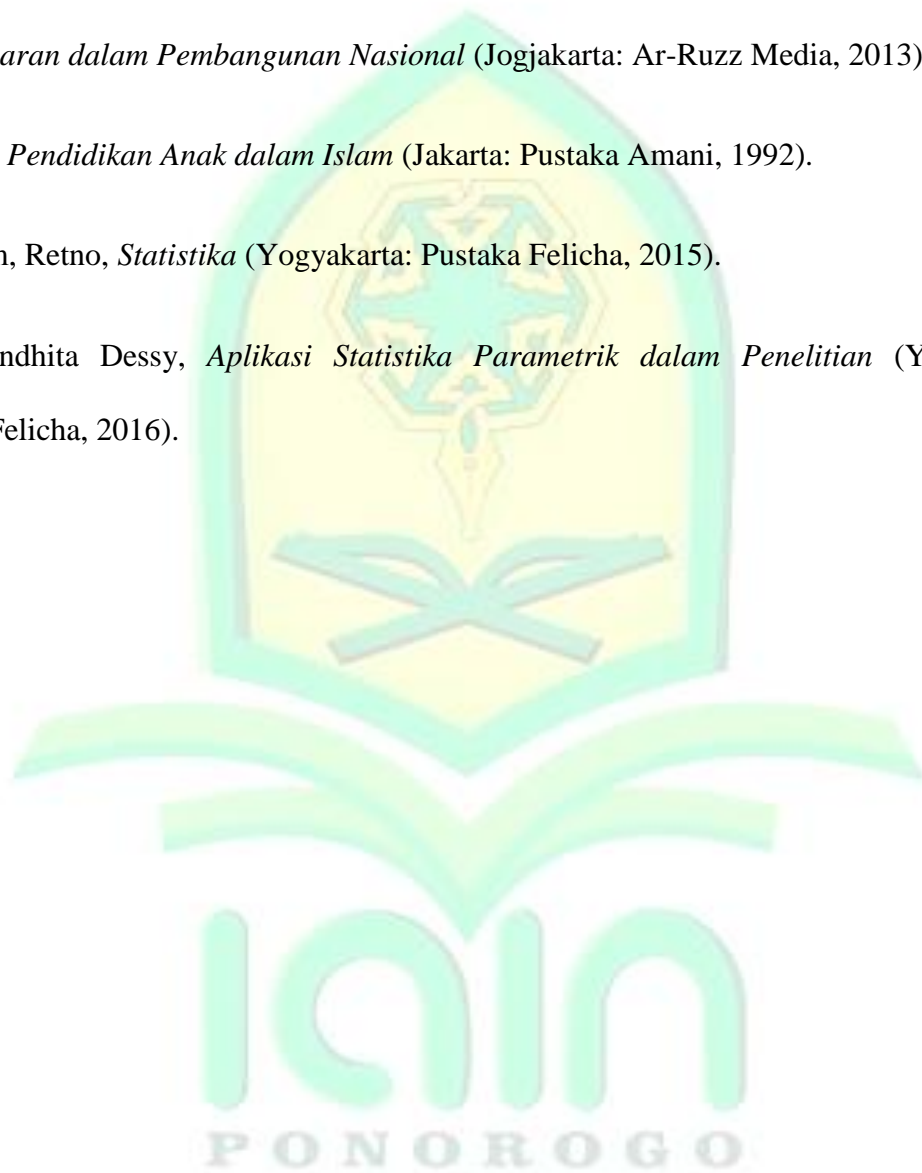 aran dalam Pembangunan Nasional (Jogjakarta: Ar-Ruzz Media, 2013)
Pendidikan Anak dalam Islam (Jakarta: Pustaka Amani, 1992).
n, Retno, Statistika (Yogyakarta: Pustaka Felicha, 2015).
ndhita Dessy, Aplikasi Statistika Parametrik dalam Penelitian (Y
Felicha, 2016).
iain
PONOROGO